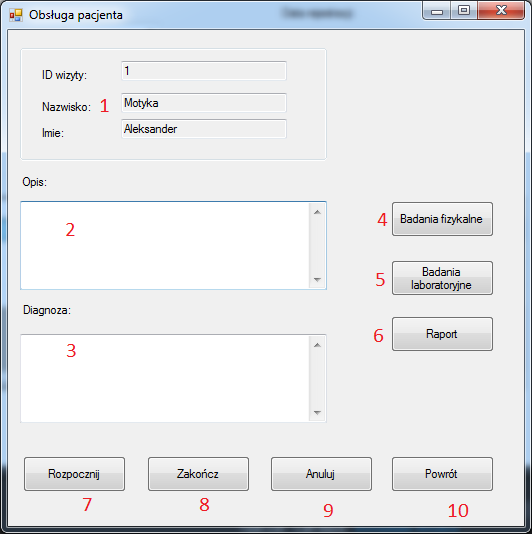 Obsługa pacjenta
ID wizyty: 1
Nazwisko: 1 Motyka
Imie: Aleksander
Opis:
2
4 Badania fizykalne
5 Badania
laboratoryjne
Diagnoza:
6 Raport
3
Rozpocznij Zakończ Anuluj Powrót
7 8 9 10